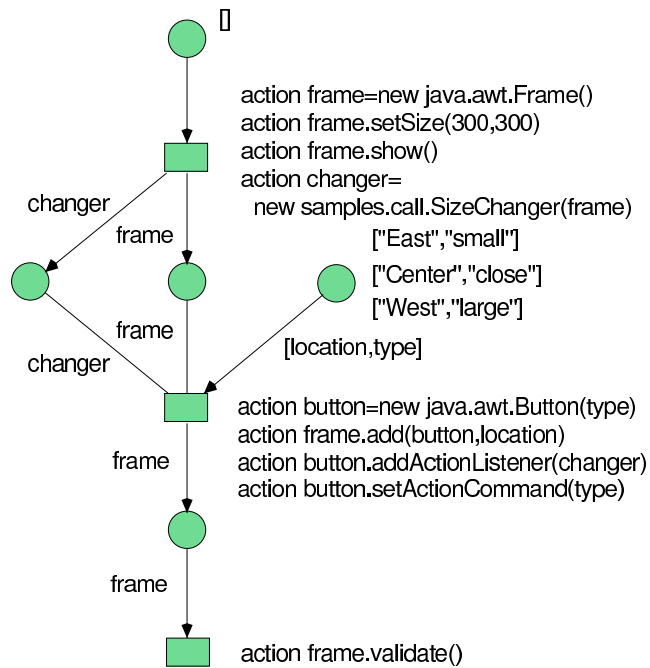 []
action frame=new java.awt.Frame()
action frame.setSize(300,300)
action frame.show()
action changer=
new samples.call.SizeChanger(frame)
changer
frame
["East","small"]
["Center","close"]
["West","large"]
frame
changer
[location,type]
action button=new java.awt.Button(type)
action frame.add(button,location)
action button.addActionListener(changer)
action button.setActionCommand(type)
frame
frame
action frame.validate()